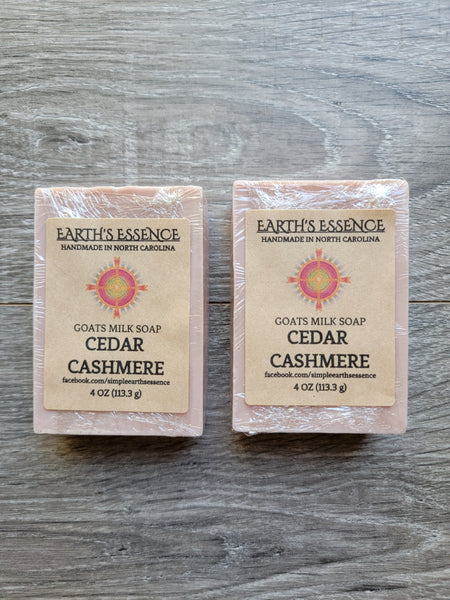 EARTH'S ESSENCE
HANDMADE IN NORTH CAROLINA
GOATS MILK SOAP
CEDAR
CASHMERE
facebook.com/simpleearthsessence
4 OZ (113.3 g)
EARTH'S ESSENCE
HANDMADE IN NORTH CAROLINA
GOATS MILK SOAP
CEDAR
CASHMERE
facebook.com/simpleearthsessence
4 OZ (113.3 g)